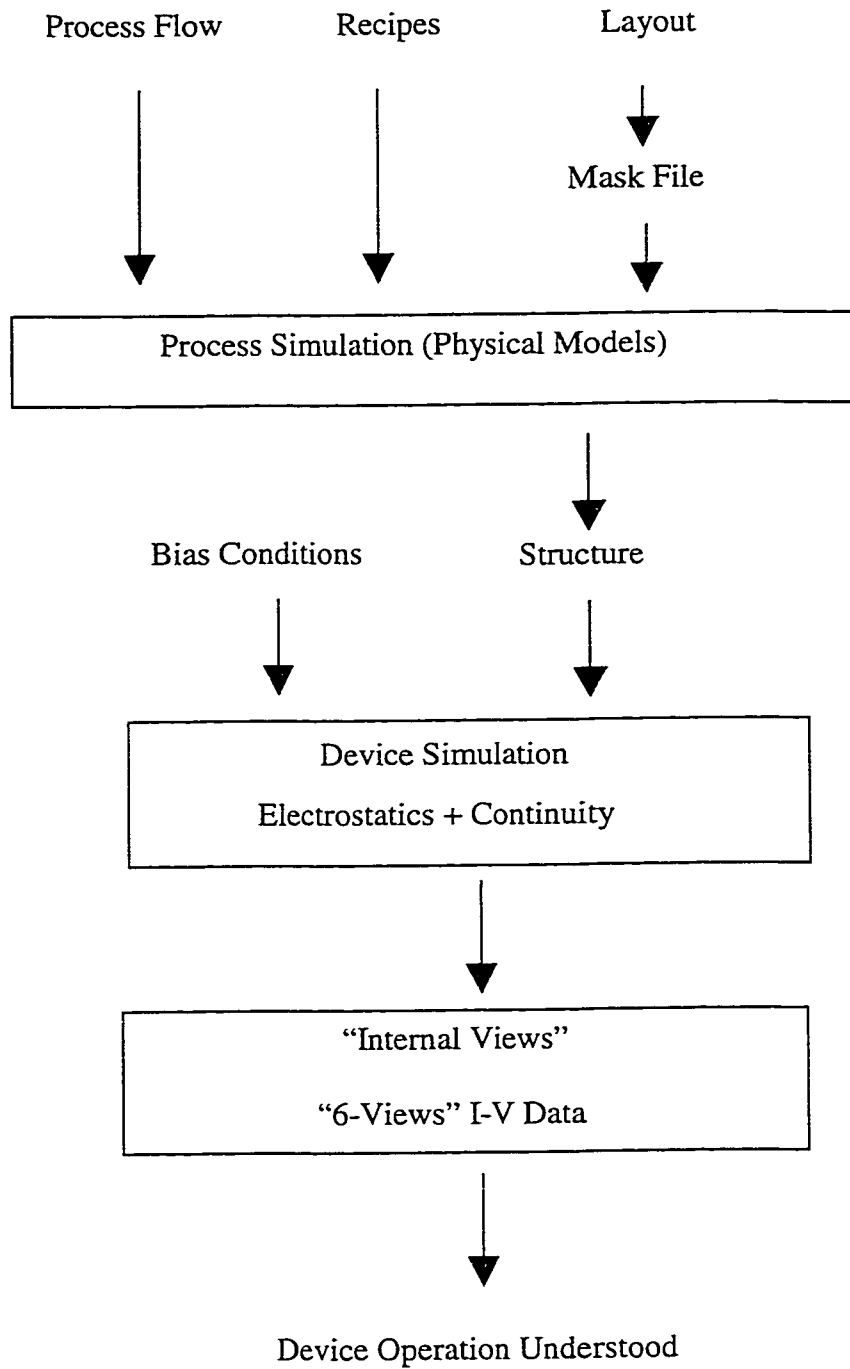 Process Flow Recipes Layout
Mask File
Process Simulation (Physical Models)
Bias Conditions Structure
Device Simulation
Electrostatics + Continuity
“Internal Views”
“6-Views” I-V Data
Device Operation Understood